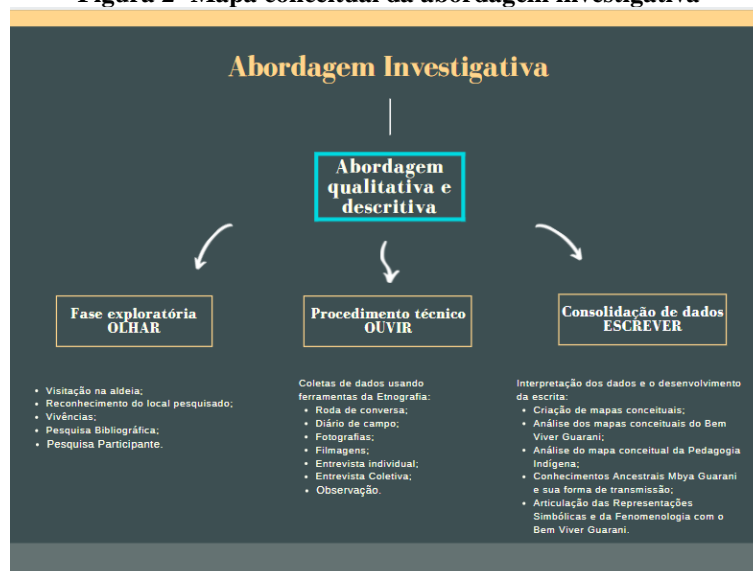 Figura 2- Mapa conceitual da abordagem investigativa
Abordagem Investigativa
Abordagem
qualitativa e
descritiva
Fase exploratória
OLHAR
• Visitação na aldeia;
• Reconhecimento do local pesquisado;
• Vivências;
• Pesquisa Bibliográfica;
• Pesquisa Participante.
Procedimento técnico
OUVIR
Coletas de dados usando
ferramentas da Etnografia:
• Roda de conversa;
• Diário de campo;
• Fotografias;
• Filmagens;
• Entrevista individual;
• Entrevista Coletiva;
• Observação.
Consolidação de dados
ESCREVER
Interpretação dos dados e o desenvolvimento
da escrita:
• Criação de mapas conceituais;
• Análise dos mapas conceituais do Bem
Viver Guarani;
• Análise do mapa conceitual da Pedagogia
Indígena;
• Conhecimentos Ancestrais Mbya Guarani
e sua forma de transmissão;
• Articulação das Representações
Simbólicas e da Fenomenologia com o
Bem Viver Guarani.